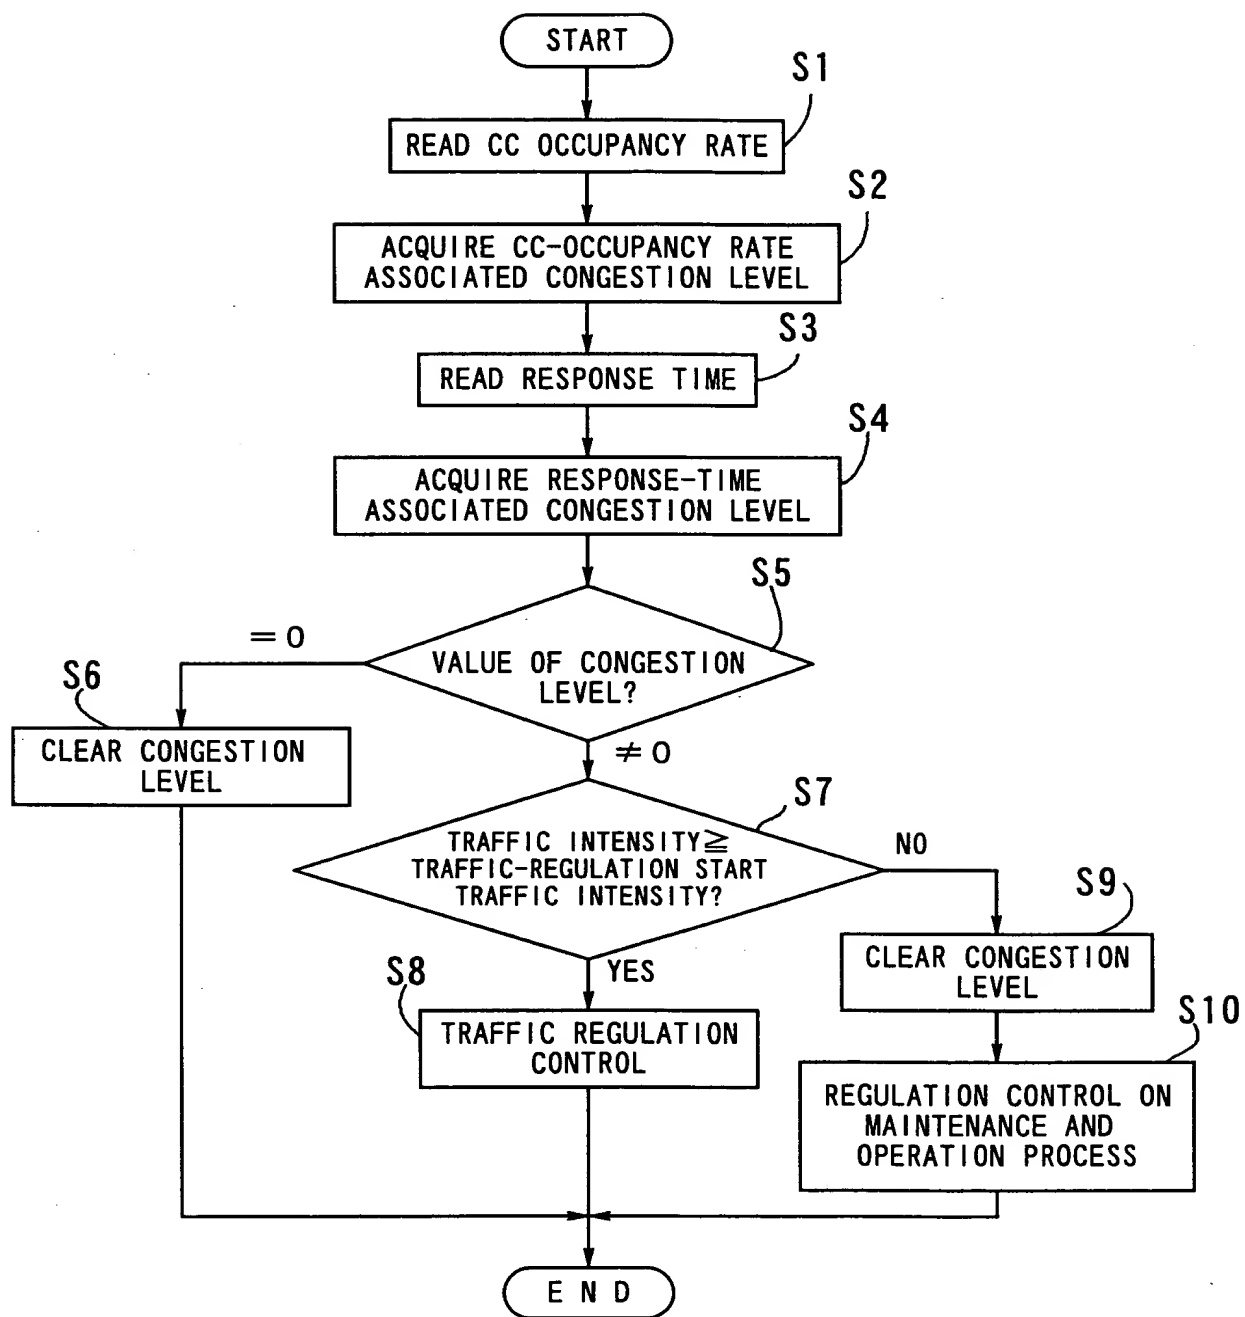 START
S1
READ CC OCCUPANCY RATE
S2
ACQUIRE CC-OCCUPANCY RATE
ASSOCIATED CONGESTION LEVEL
S3
READ RESPONSE TIME
S4
ACQUIRE RESPONSE-TIME
ASSOCIATED CONGESTION LEVEL
S5
=0
VALUE OF CONGESTION
LEVEL?
S6
CLEAR CONGESTION
LEVEL
≠0
S7
TRAFFIC INTENSITY≧
TRAFFIC-REGULATION START
TRAFFIC INTENSITY?
NO
S9
CLEAR CONGESTION
LEVEL
YES
S8
TRAFFIC REGULATION
CONTROL
S10
REGULATION CONTROL ON
MAINTENANCE AND
OPERATION PROCESS
END